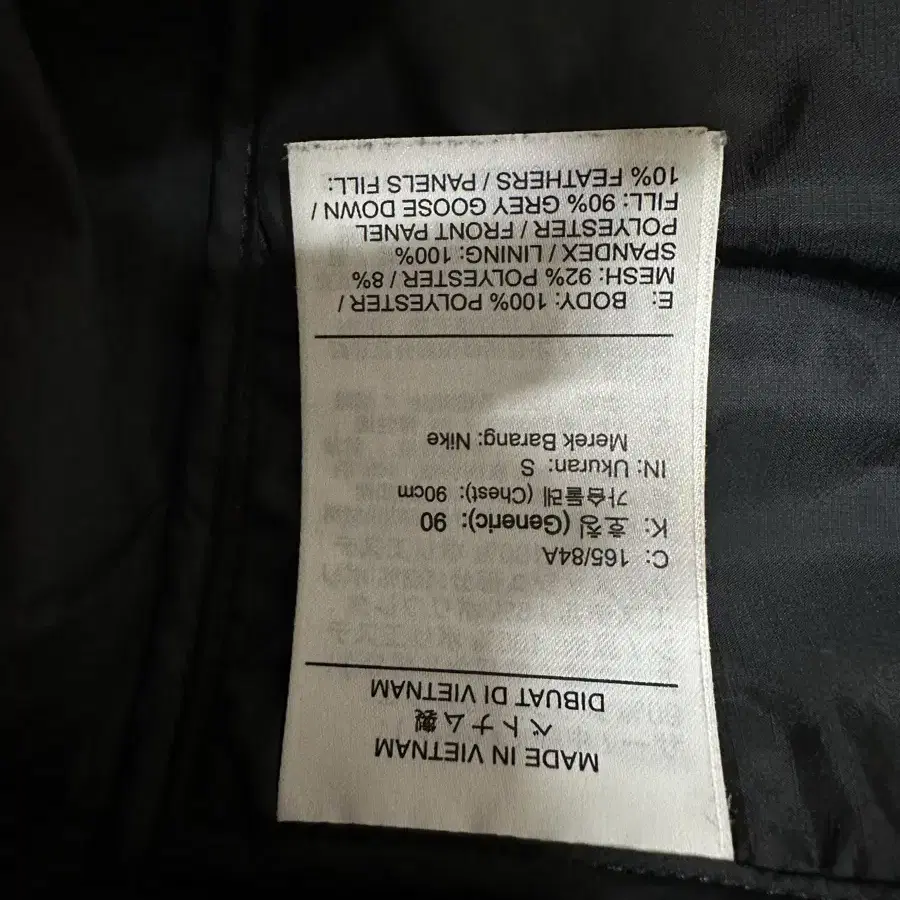 MADE IN VIETNAM
ベトナム製
DIBUAT DI VIETNAM
C: 165/84A
K: 호칭 (Generic): 90
가슴둘레 (Chest): 90cm
IN: Ukuran: S
Merek Barang: Nike
E: BODY: 100% POLYESTER /
MESH: 92% POLYESTER / 8%
SPANDEX / LINING: 100%
POLYESTER / FRONT PANEL
FILL: 90% GREY GOOSE DOWN /
10% FEATHERS / PANELS FILL: